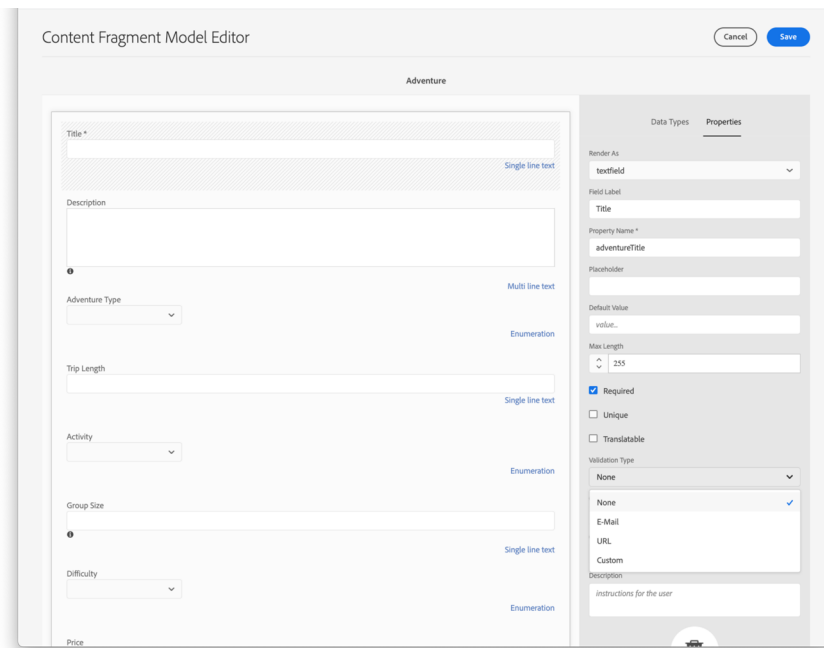 Content Fragment Model Editor
Cancel
Save
Adventure
Title *
Single line text
Description
Multi line text
Adventure Type
Enumeration
Trip Length
Single line text
Activity
Enumeration
Group Size
Single line text
Difficulty
Enumeration
Price
Data Types Properties
Render As
textfield
Field Label
Title
Property Name *
adventureTitle
Placeholder
Default Value
value..
Max Length
255
Required
Unique
Translatable
Validation Type
None
None
E-Mail
URL
Custom
Description
instructions for the user